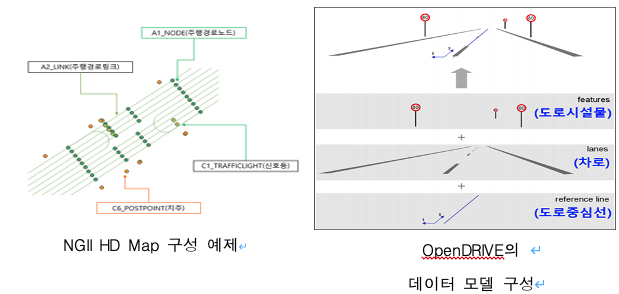 A1_NODE(주행경로노드)
A2_LINK(주행경로링크)
C1_TRAFFICLIGHT(신호등)
C6_POSTPOINT(지주)
NGII HD Map 구성 예제
features
(도로시설물)
+
lanes
(차로)
+
reference line
(도로중심선)
OpenDRIVE의
데이터 모델 구성